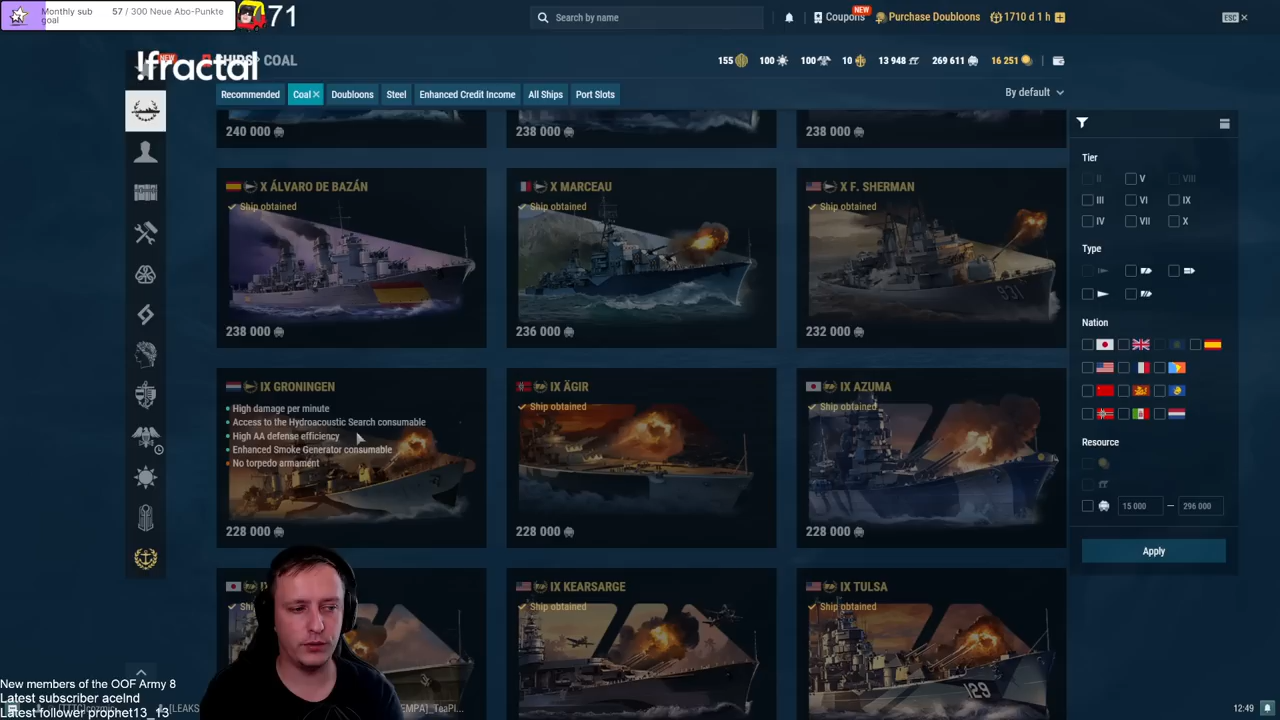 Monthly sub goal
57 / 300 Neue Abo-Punkte
71
Search by name
NEW
Coupons
Purchase Doubloons
1710 d 1 h
ESC
NEW
!fractal
COAL
155
100
100
10
13 948
269 611
16 251
Recommended
Coal
Doubloons
Steel
Enhanced Credit Income
All Ships
Port Slots
By default
240 000
238 000
238 000
X ÁLVARO DE BAZÁN
Ship obtained
238 000
X MARCEAU
Ship obtained
236 000
X F. SHERMAN
Ship obtained
931
232 000
IX GRONINGEN
High damage per minute
Access to the Hydroacoustic Search consumable
High AA defense efficiency
Enhanced Smoke Generator consumable
No torpedo armament
228 000
IX ÄGIR
Ship obtained
228 000
IX AZUMA
Ship obtained
228 000
IX KEARSARGE
Ship obtained
IX TULSA
Ship obtained
129
Tier
II
V
VIII
III
VI
IX
IV
VII
X
Type
Nation
Resource
15 000 — 296 000
Apply
New members of the OOF Army 8
Latest subscriber acelnd
Latest follower prophet13_13
12:49